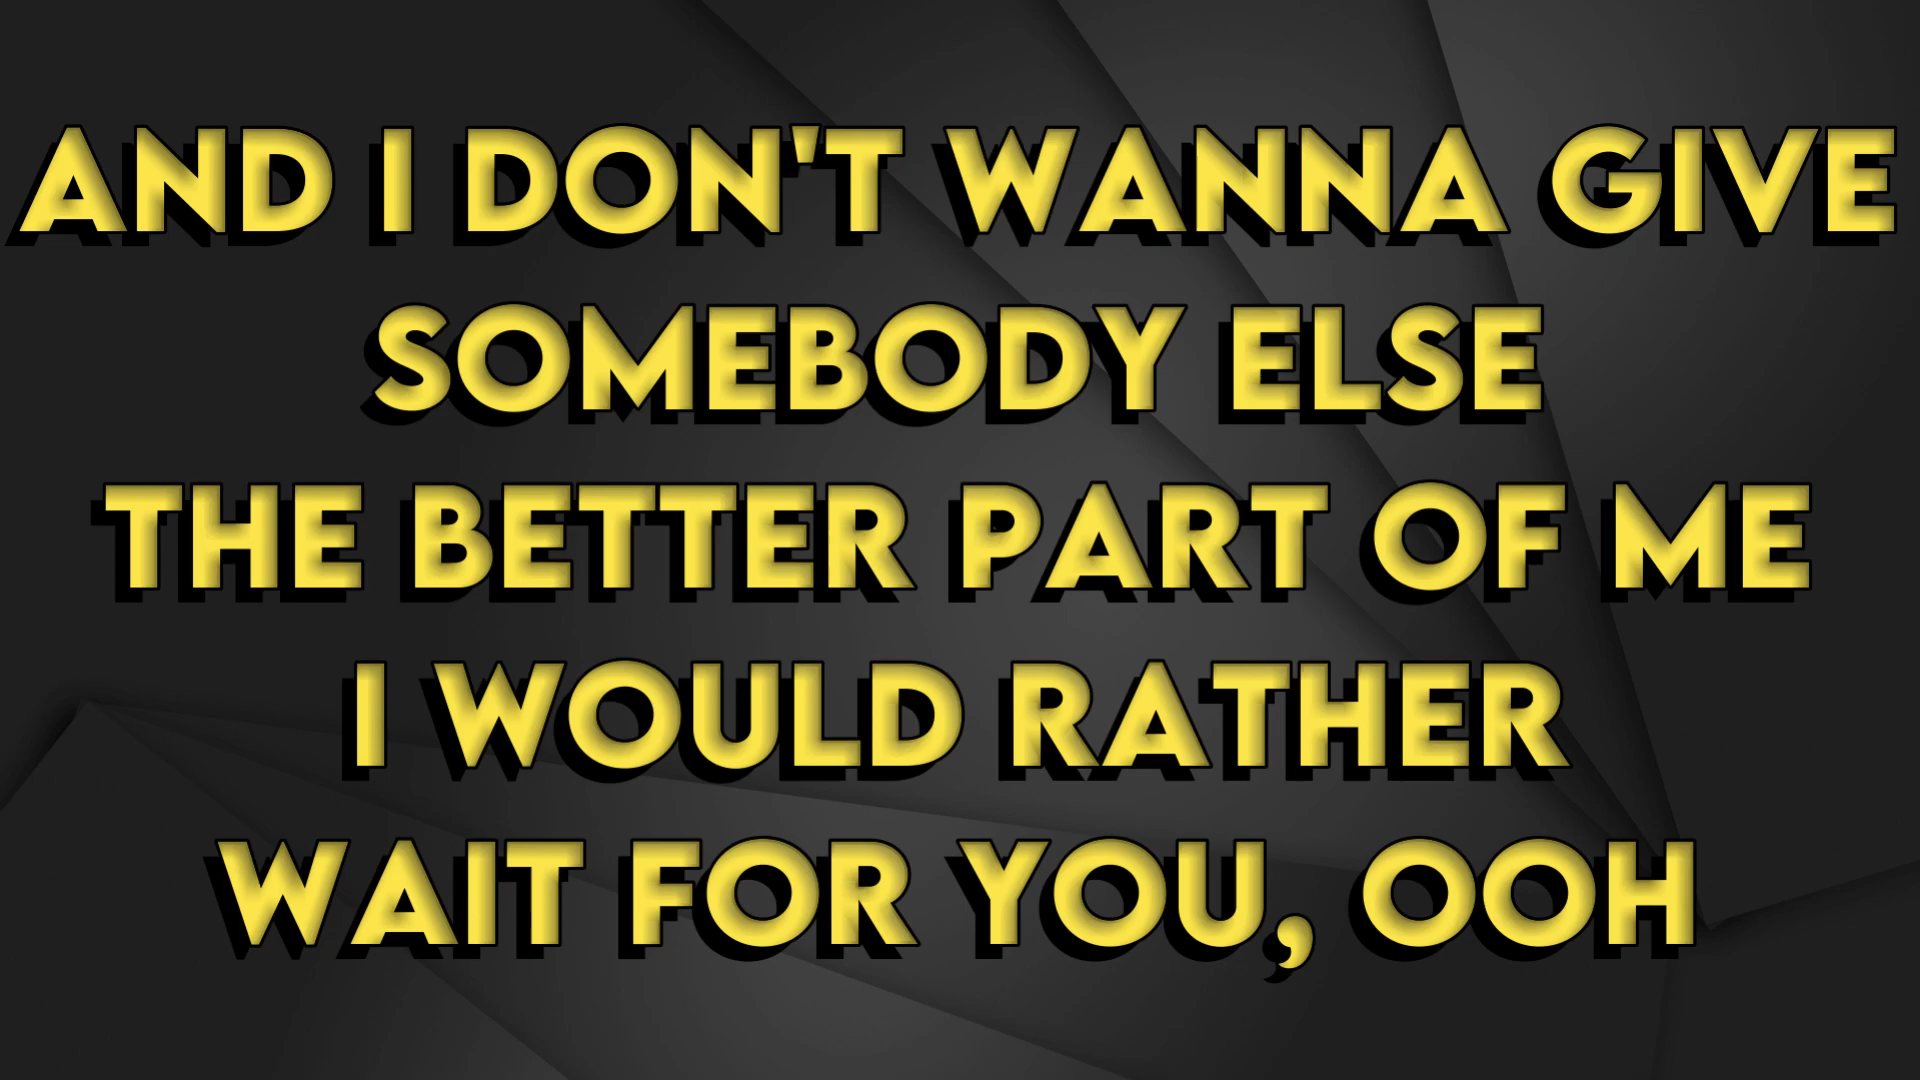 AND I DON'T WANNA GIVE
SOMEBODY ELSE
THE BETTER PART OF ME
I WOULD RATHER
WAIT FOR YOU, OOH